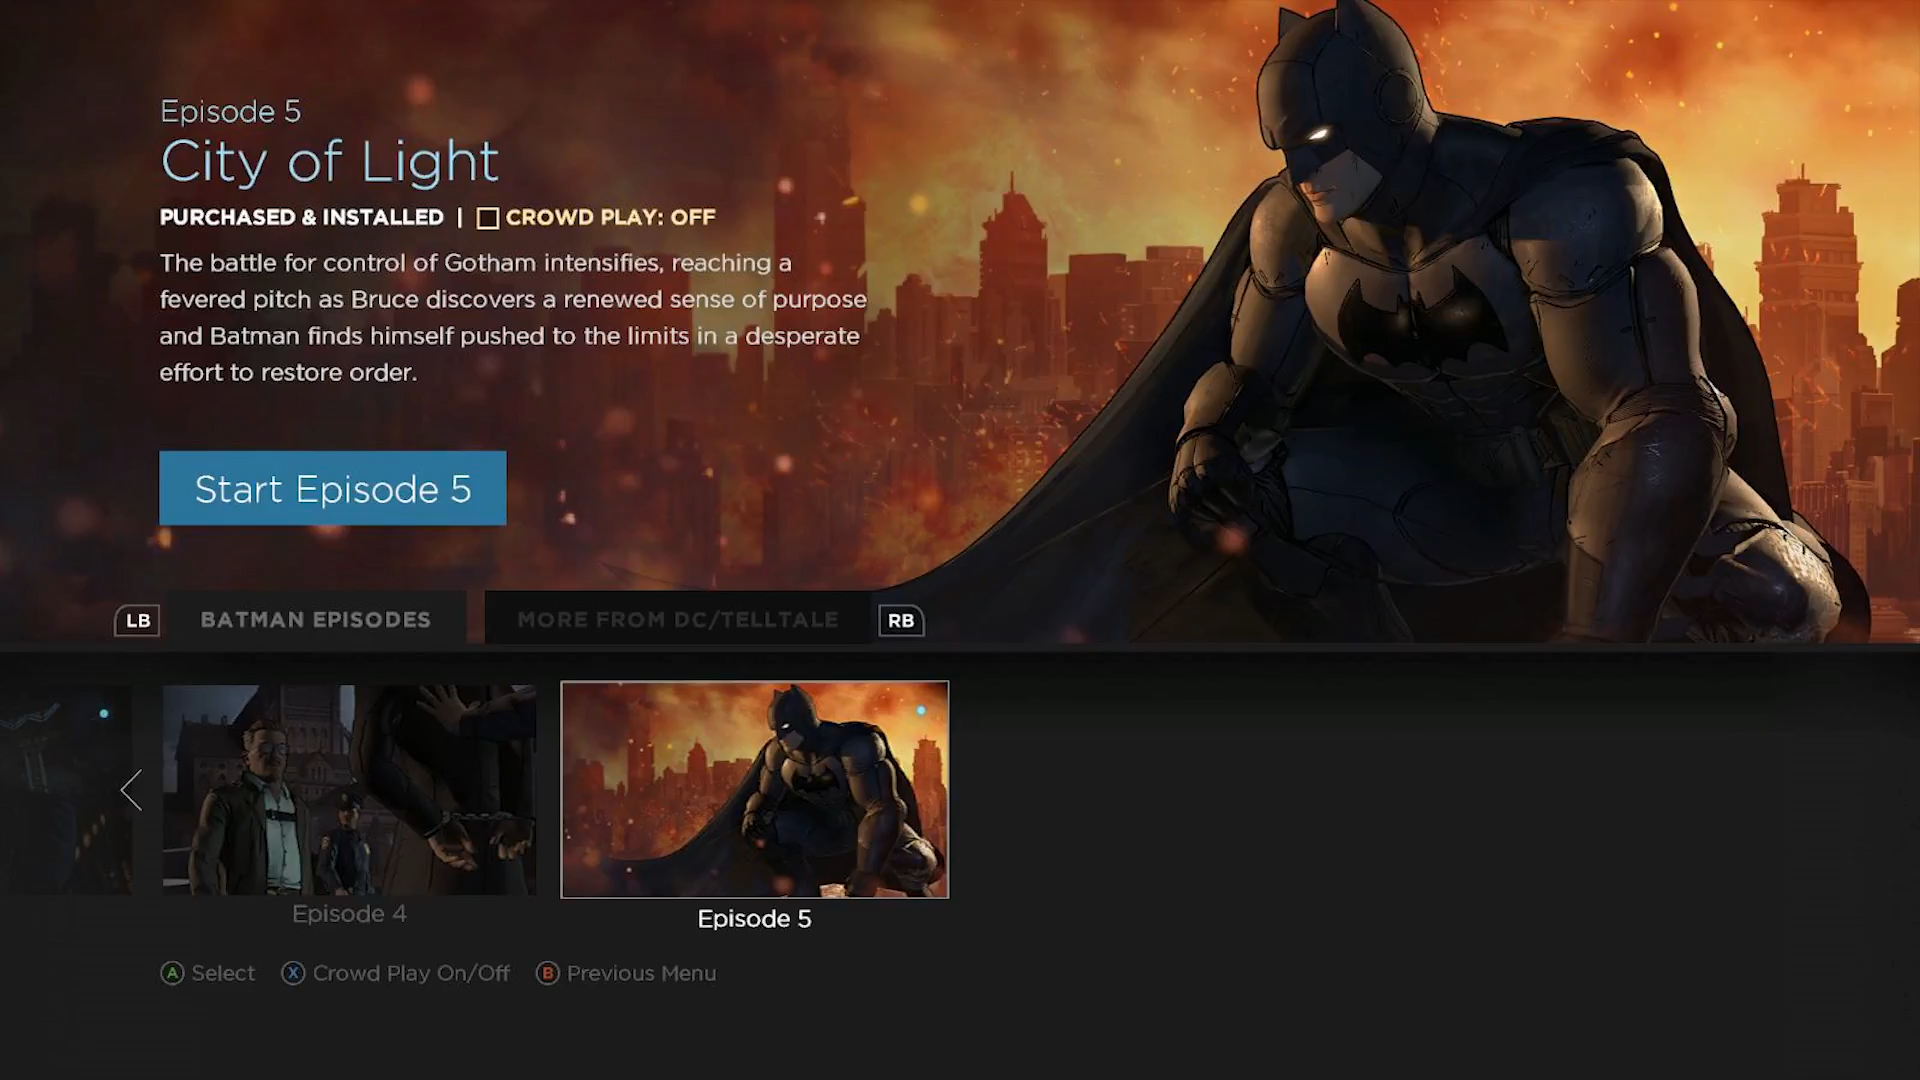 Episode 5
City of Light
PURCHASED & INSTALLED | CROWD PLAY: OFF
The battle for control of Gotham intensifies, reaching a
fevered pitch as Bruce discovers a renewed sense of purpose
and Batman finds himself pushed to the limits in a desperate
effort to restore order.
Start Episode 5
LB BATMAN EPISODES MORE FROM DC/TELLTALE RB
Episode 4
Episode 5
A Select X Crowd Play On/Off B Previous Menu